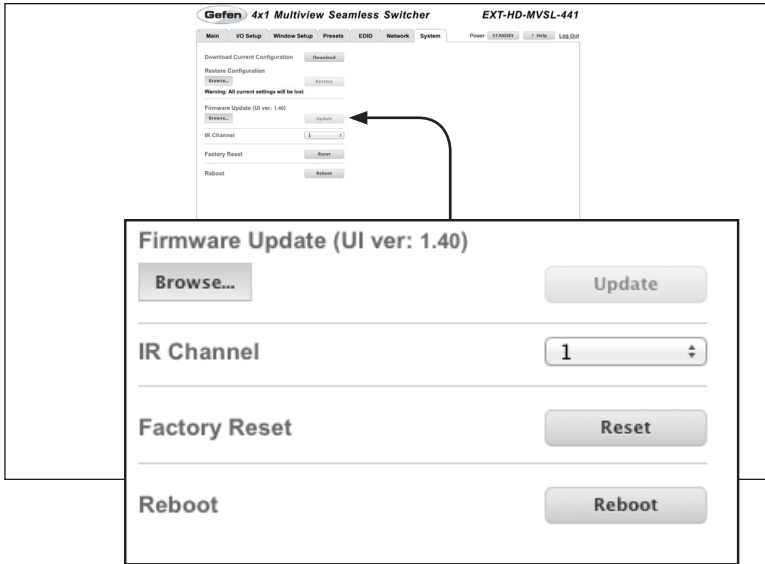 Gefen 4x1 Multiview Seamless Switcher EXT-HD-MVSL-441
Main I/O Setup Window Setup Presets EDID Network System Power STANDBY ? Help Log Out
Download Current Configuration Download
Restore Configuration
Browse... Restore
Warning: All current settings will be lost
Firmware Update (UI ver: 1.40)
Browse... Update
IR Channel 1
Factory Reset Reset
Reboot Reboot
Firmware Update (UI ver: 1.40)
Browse... Update
IR Channel 1
Factory Reset Reset
Reboot Reboot